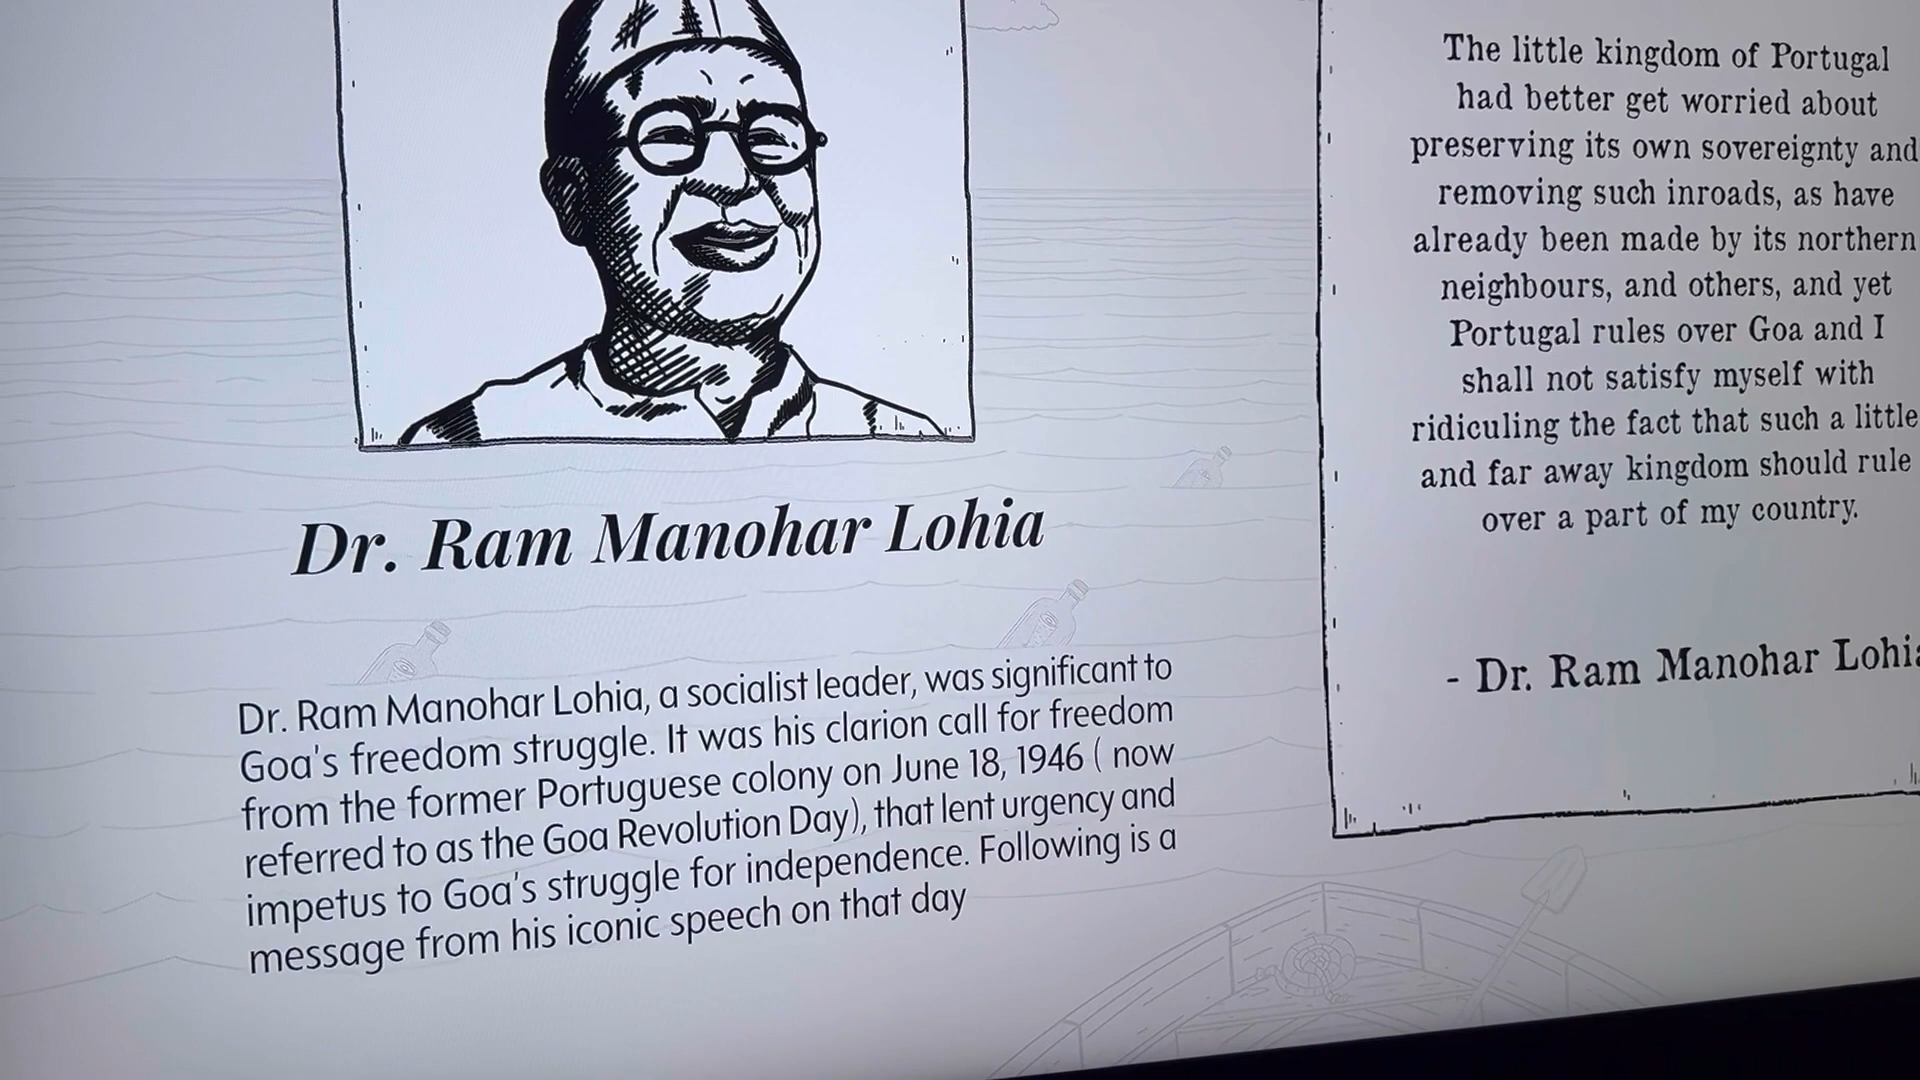 Dr. Ram Manohar Lohia
Dr. Ram Manohar Lohia, a socialist leader, was significant to
Goa's freedom struggle. It was his clarion call for freedom
from the former Portuguese colony on June 18, 1946 ( now
referred to as the Goa Revolution Day), that lent urgency and
impetus to Goa's struggle for independence. Following is a
message from his iconic speech on that day
The little kingdom of Portugal
had better get worried about
preserving its own sovereignty and
removing such inroads, as have
already been made by its northern
neighbours, and others, and yet
Portugal rules over Goa and I
shall not satisfy myself with
ridiculing the fact that such a little
and far away kingdom should rule
over a part of my country.
- Dr. Ram Manohar Lohia